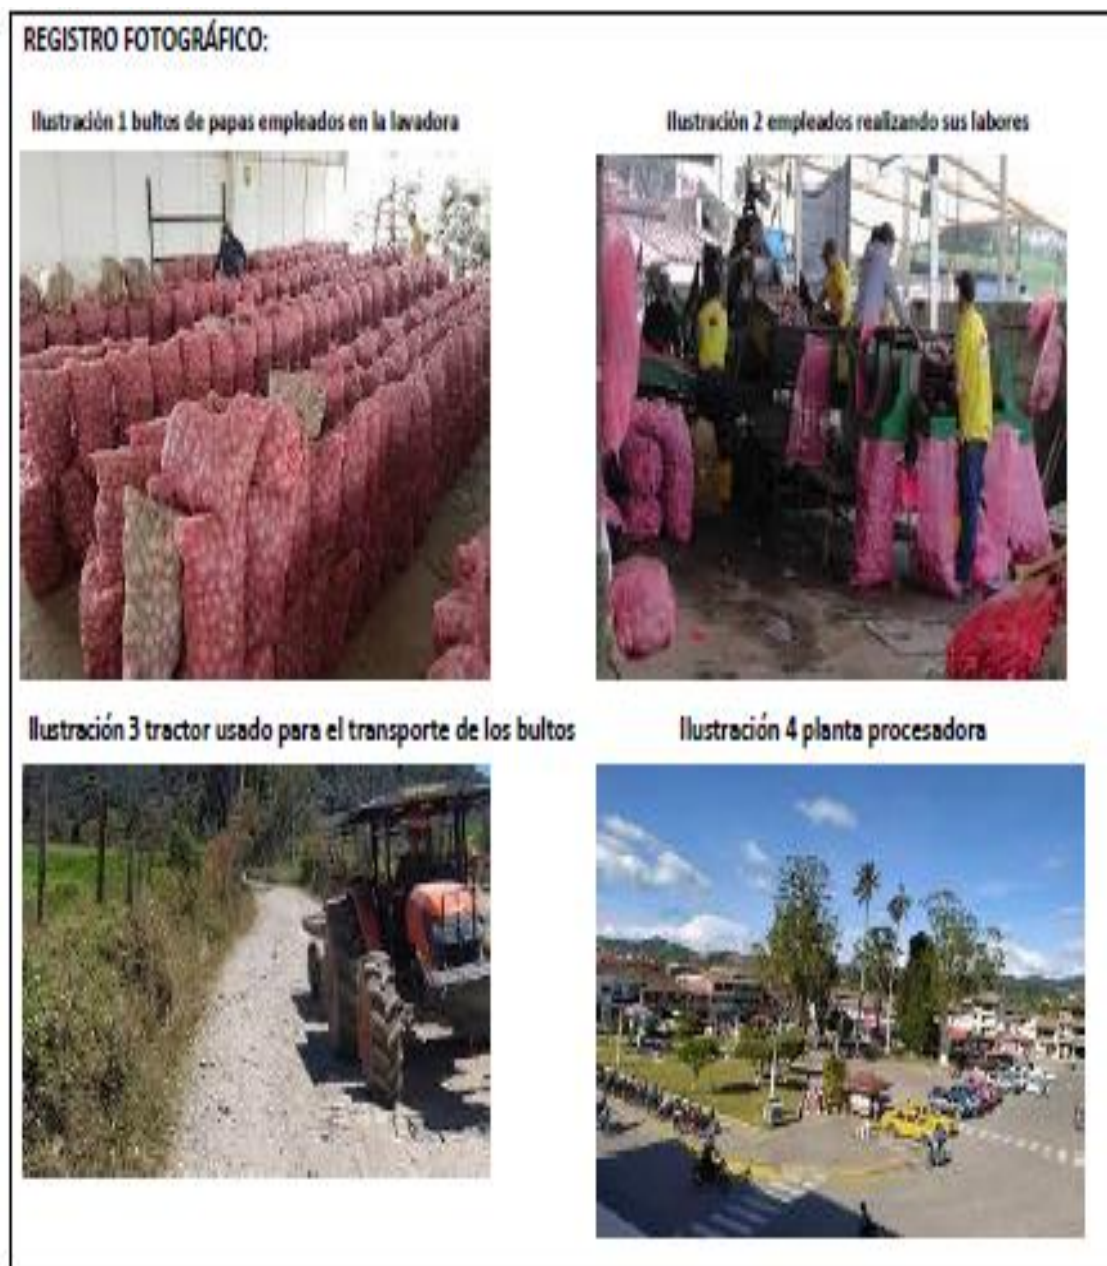 REGISTRO FOTOGRÁFICO:
Ilustración 1 bultos de papas empleados en la lavadora
Ilustración 2 empleados realizando sus labores
Ilustración 3 tractor usado para el transporte de los bultos
Ilustración 4 planta procesadora